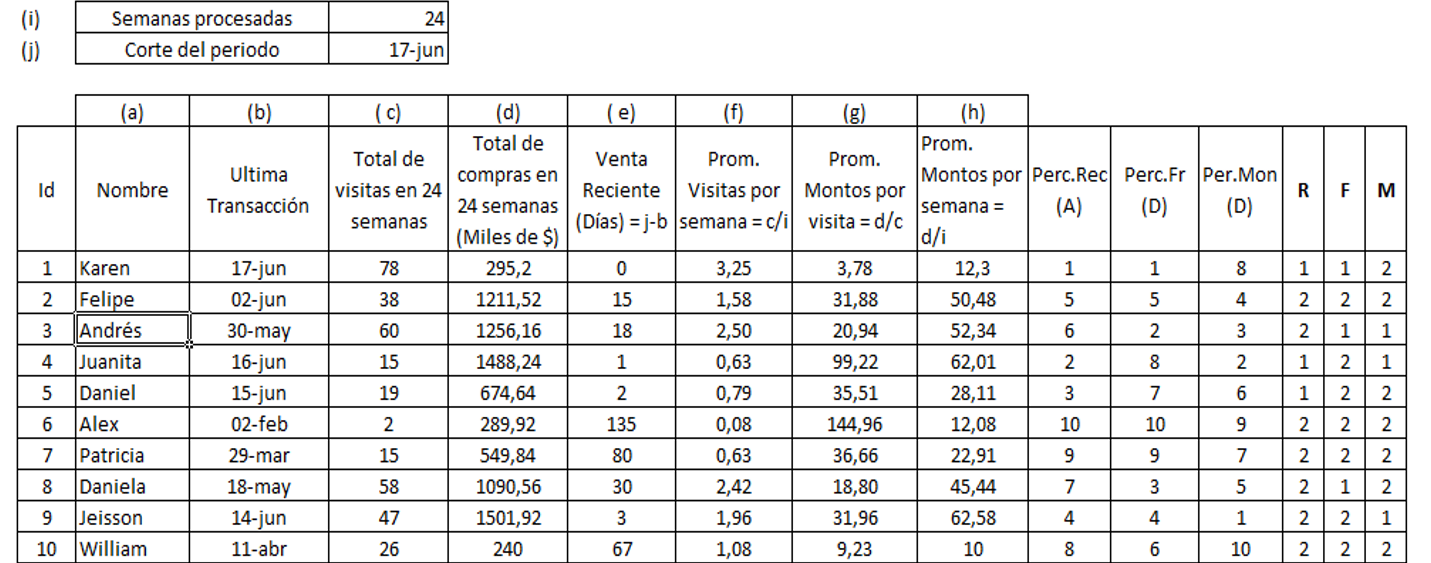 (i) Semanas procesadas 24
(j) Corte del periodo 17-jun
(a) (b) ( c) (d) ( e) (f) (g) (h)
Id Nombre Ultima Transacción Total de visitas en 24 semanas Total de compras en 24 semanas (Miles de $) Venta Reciente (Días) = j-b Prom. Visitas por semana = c/i Prom. Montos por visita = d/c Prom. Montos por semana = d/i Perc.Rec (A) Perc.Fr (D) Per.Mon (D) R F M
1 Karen 17-jun 78 295,2 0 3,25 3,78 12,3 1 1 8 1 1 2
2 Felipe 02-jun 38 1211,52 15 1,58 31,88 50,48 5 5 4 2 2 2
3 Andrés 30-may 60 1256,16 18 2,50 20,94 52,34 6 2 3 2 1 1
4 Juanita 16-jun 15 1488,24 1 0,63 99,22 62,01 2 8 2 1 2 1
5 Daniel 15-jun 19 674,64 2 0,79 35,51 28,11 3 7 6 1 2 2
6 Alex 02-feb 2 289,92 135 0,08 144,96 12,08 10 10 9 2 2 2
7 Patricia 29-mar 15 549,84 80 0,63 36,66 22,91 9 9 7 2 2 2
8 Daniela 18-may 58 1090,56 30 2,42 18,80 45,44 7 3 5 2 1 2
9 Jeisson 14-jun 47 1501,92 3 1,96 31,96 62,58 4 4 1 2 2 1
10 William 11-abr 26 240 67 1,08 9,23 10 8 6 10 2 2 2